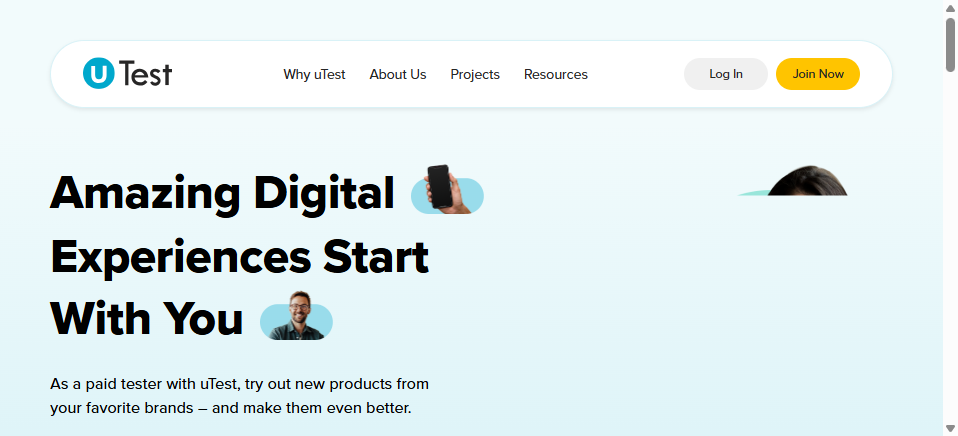 uTest
Why uTest
About Us
Projects
Resources
Log In
Join Now
Amazing Digital
Experiences Start
With You
As a paid tester with uTest, try out new products from
your favorite brands – and make them even better.